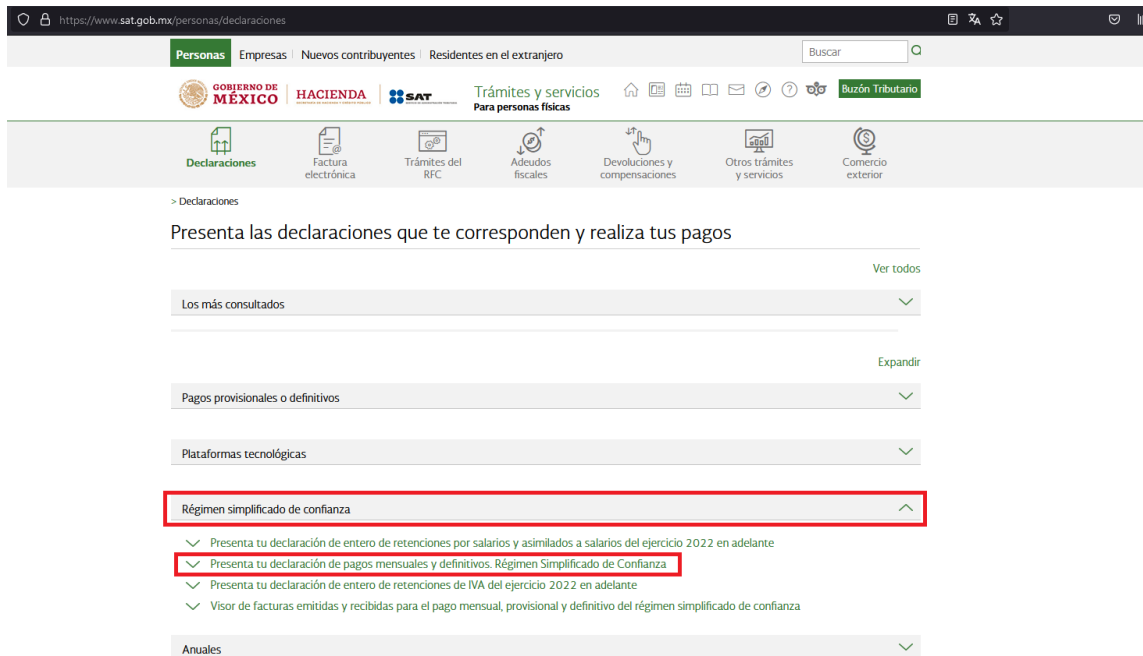 https://www.sat.gob.mx/personas/declaraciones
Personas Empresas Nuevos contribuyentes Residentes en el extranjero Buscar
GOBIERNO DE MÉXICO HACIENDA SAT Trámites y servicios Para personas físicas Buzón Tributario
Declaraciones Factura electrónica Trámites del RFC Adeudos fiscales Devoluciones y compensaciones Otros trámites y servicios Comercio exterior
> Declaraciones
Presenta las declaraciones que te corresponden y realiza tus pagos
Ver todos
Los más consultados
Expandir
Pagos provisionales o definitivos
Plataformas tecnológicas
Régimen simplificado de confianza
Presenta tu declaración de entero de retenciones por salarios y asimilados a salarios del ejercicio 2022 en adelante
Presenta tu declaración de pagos mensuales y definitivos. Régimen Simplificado de Confianza
Presenta tu declaración de entero de retenciones de IVA del ejercicio 2022 en adelante
Visor de facturas emitidas y recibidas para el pago mensual, provisional y definitivo del régimen simplificado de confianza
Anuales